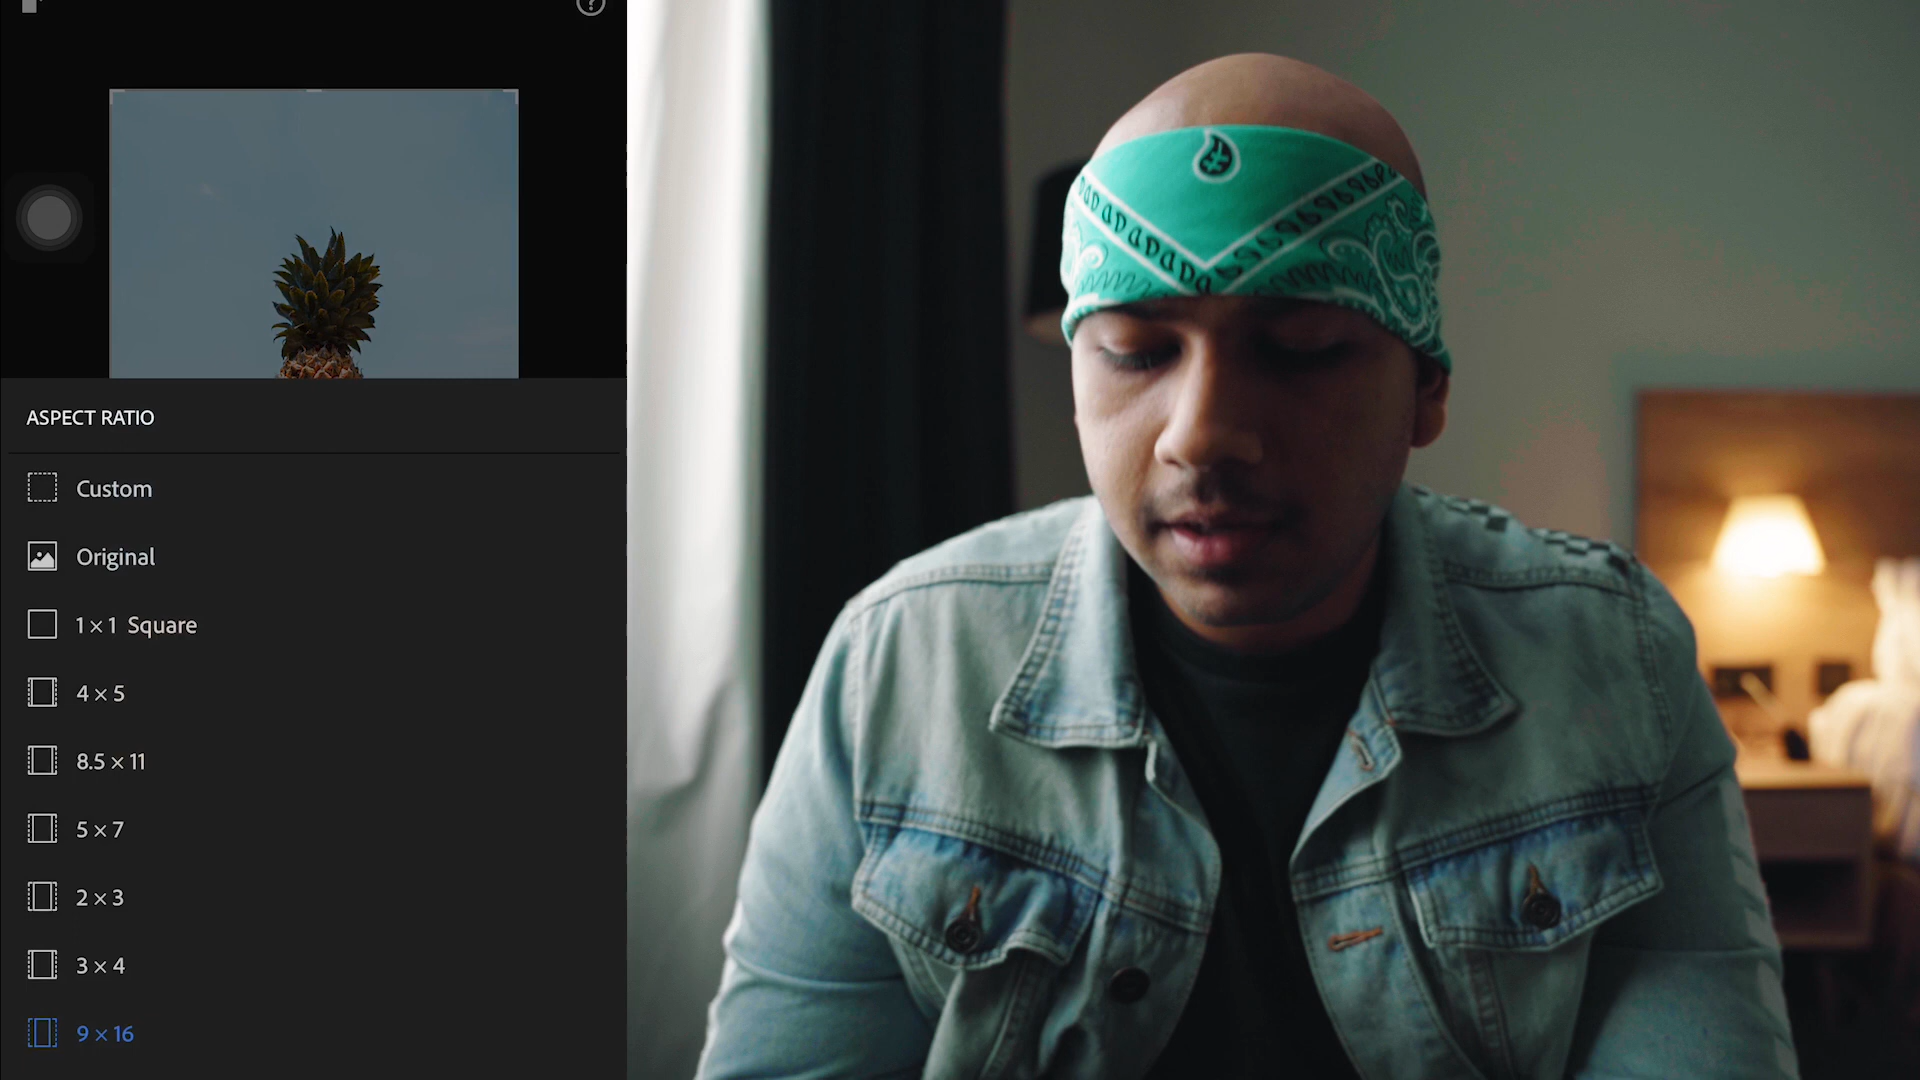 ASPECT RATIO
Custom
Original
1 × 1 Square
4 × 5
8.5 × 11
5 × 7
2 × 3
3 × 4
9 × 16